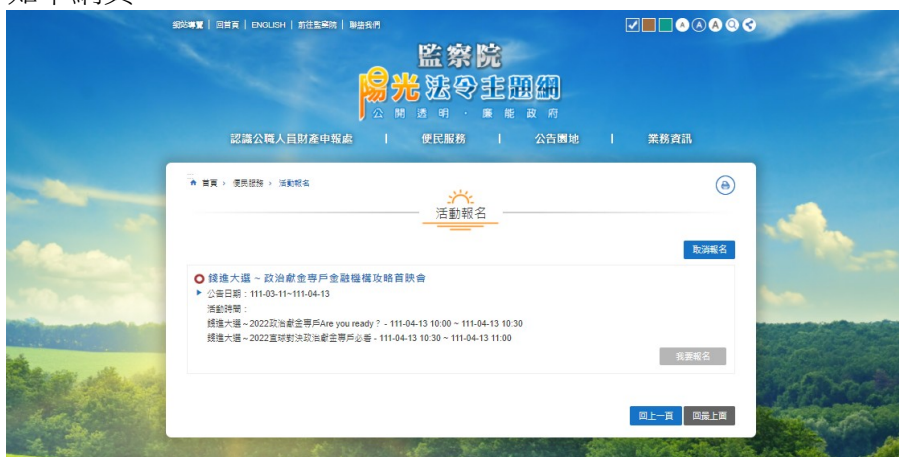 網站導覽 | 回首頁 | ENGLISH | 前往監察院 | 聯絡我們
監察院
陽光法令主題網
公開透明·廉能政府
認識公職人員財產申報處 | 便民服務 | 公告園地 | 業務資訊
首頁 › 便民服務 › 活動報名
活動報名
取消報名
錢進大選~政治獻金專戶金融機構攻略首映會
公告日期:111-03-11~111-04-13
活動時間:
錢進大選~2022政治獻金專戶Are you ready? - 111-04-13 10:00 ~ 111-04-13 10:30
錢進大選~2022直球對決政治獻金專戶必看 - 111-04-13 10:30 ~ 111-04-13 11:00
我要報名
回上一頁 回最上面